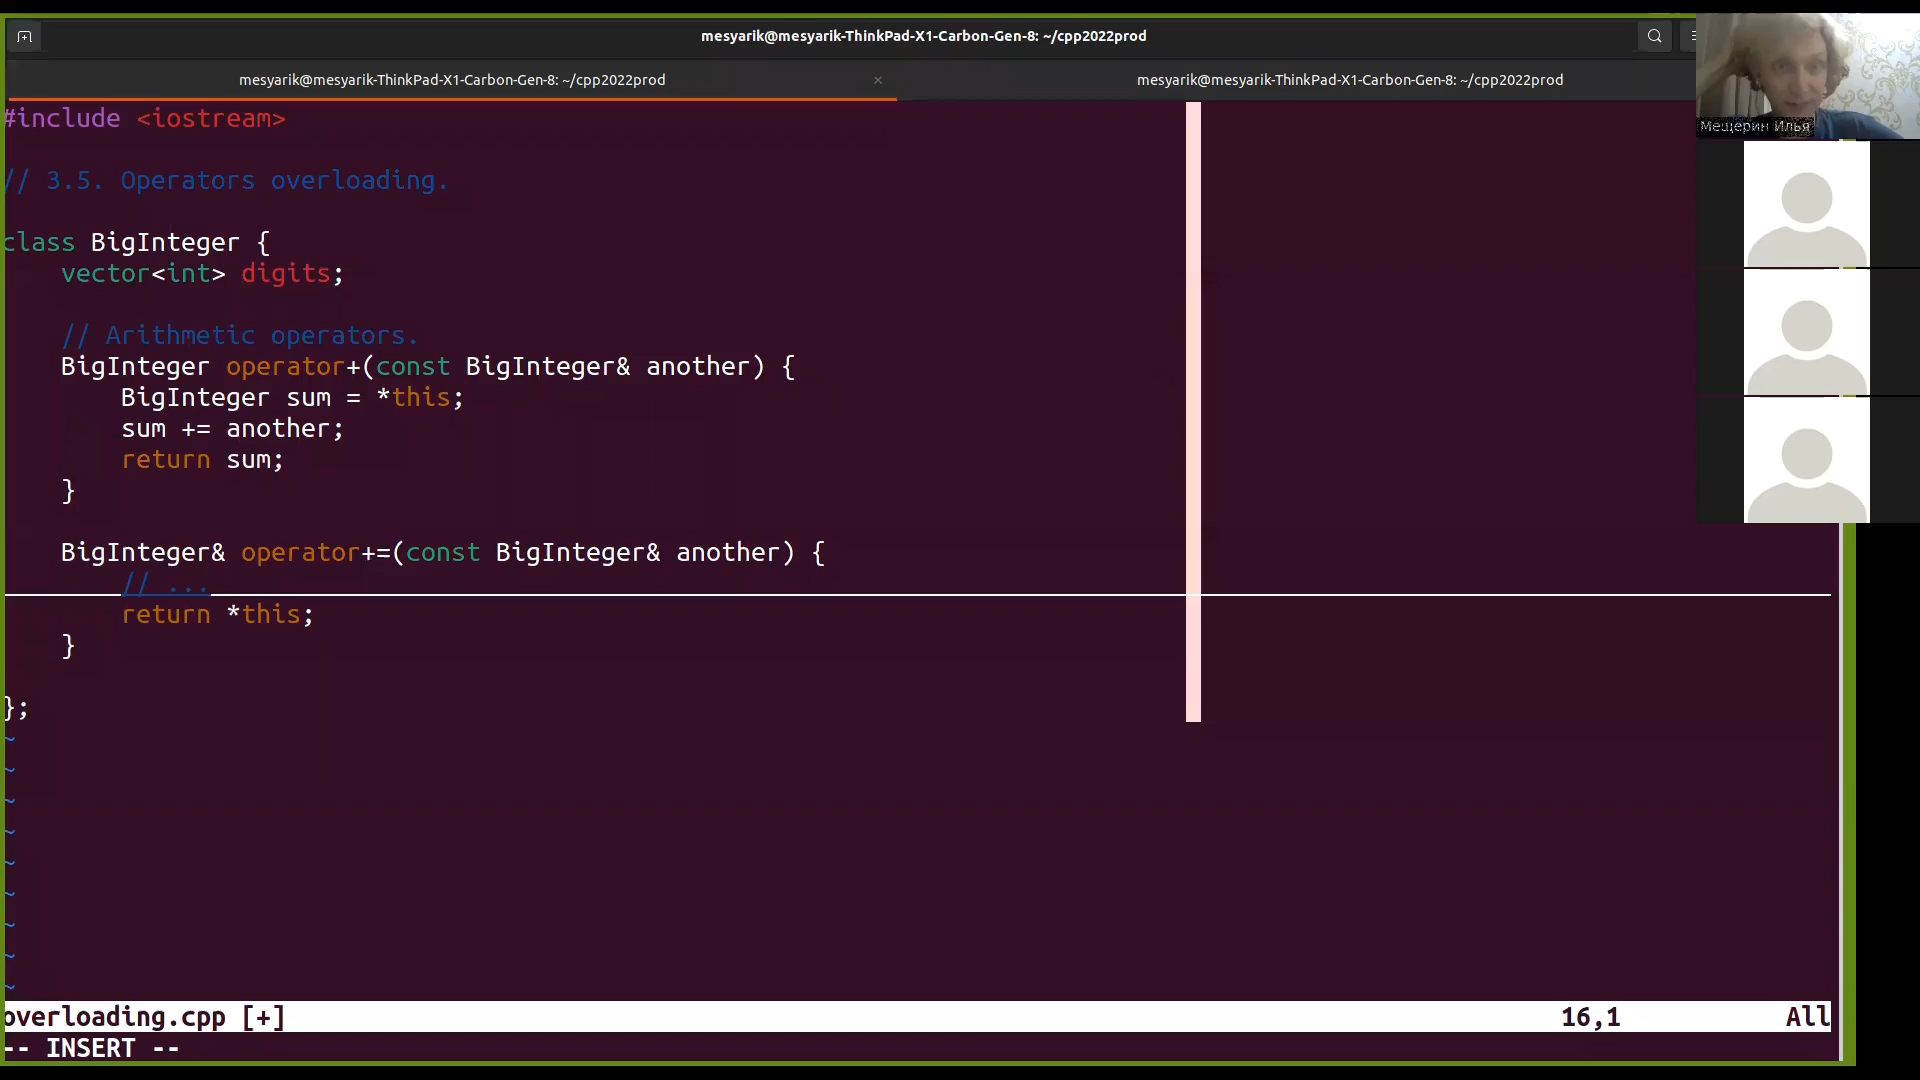 mesyarik@mesyarik-ThinkPad-X1-Carbon-Gen-8: ~/cpp2022prod
mesyarik@mesyarik-ThinkPad-X1-Carbon-Gen-8: ~/cpp2022prod
mesyarik@mesyarik-ThinkPad-X1-Carbon-Gen-8: ~/cpp2022prod
Мещерин Илья
#include <iostream>
// 3.5. Operators overloading.
class BigInteger {
vector<int> digits;
// Arithmetic operators.
BigInteger operator+(const BigInteger& another) {
BigInteger sum = *this;
sum += another;
return sum;
}
BigInteger& operator+=(const BigInteger& another) {
// ...
return *this;
}
};
~
~
~
~
~
~
~
~
~
overloading.cpp [+] 16,1 All
-- INSERT --